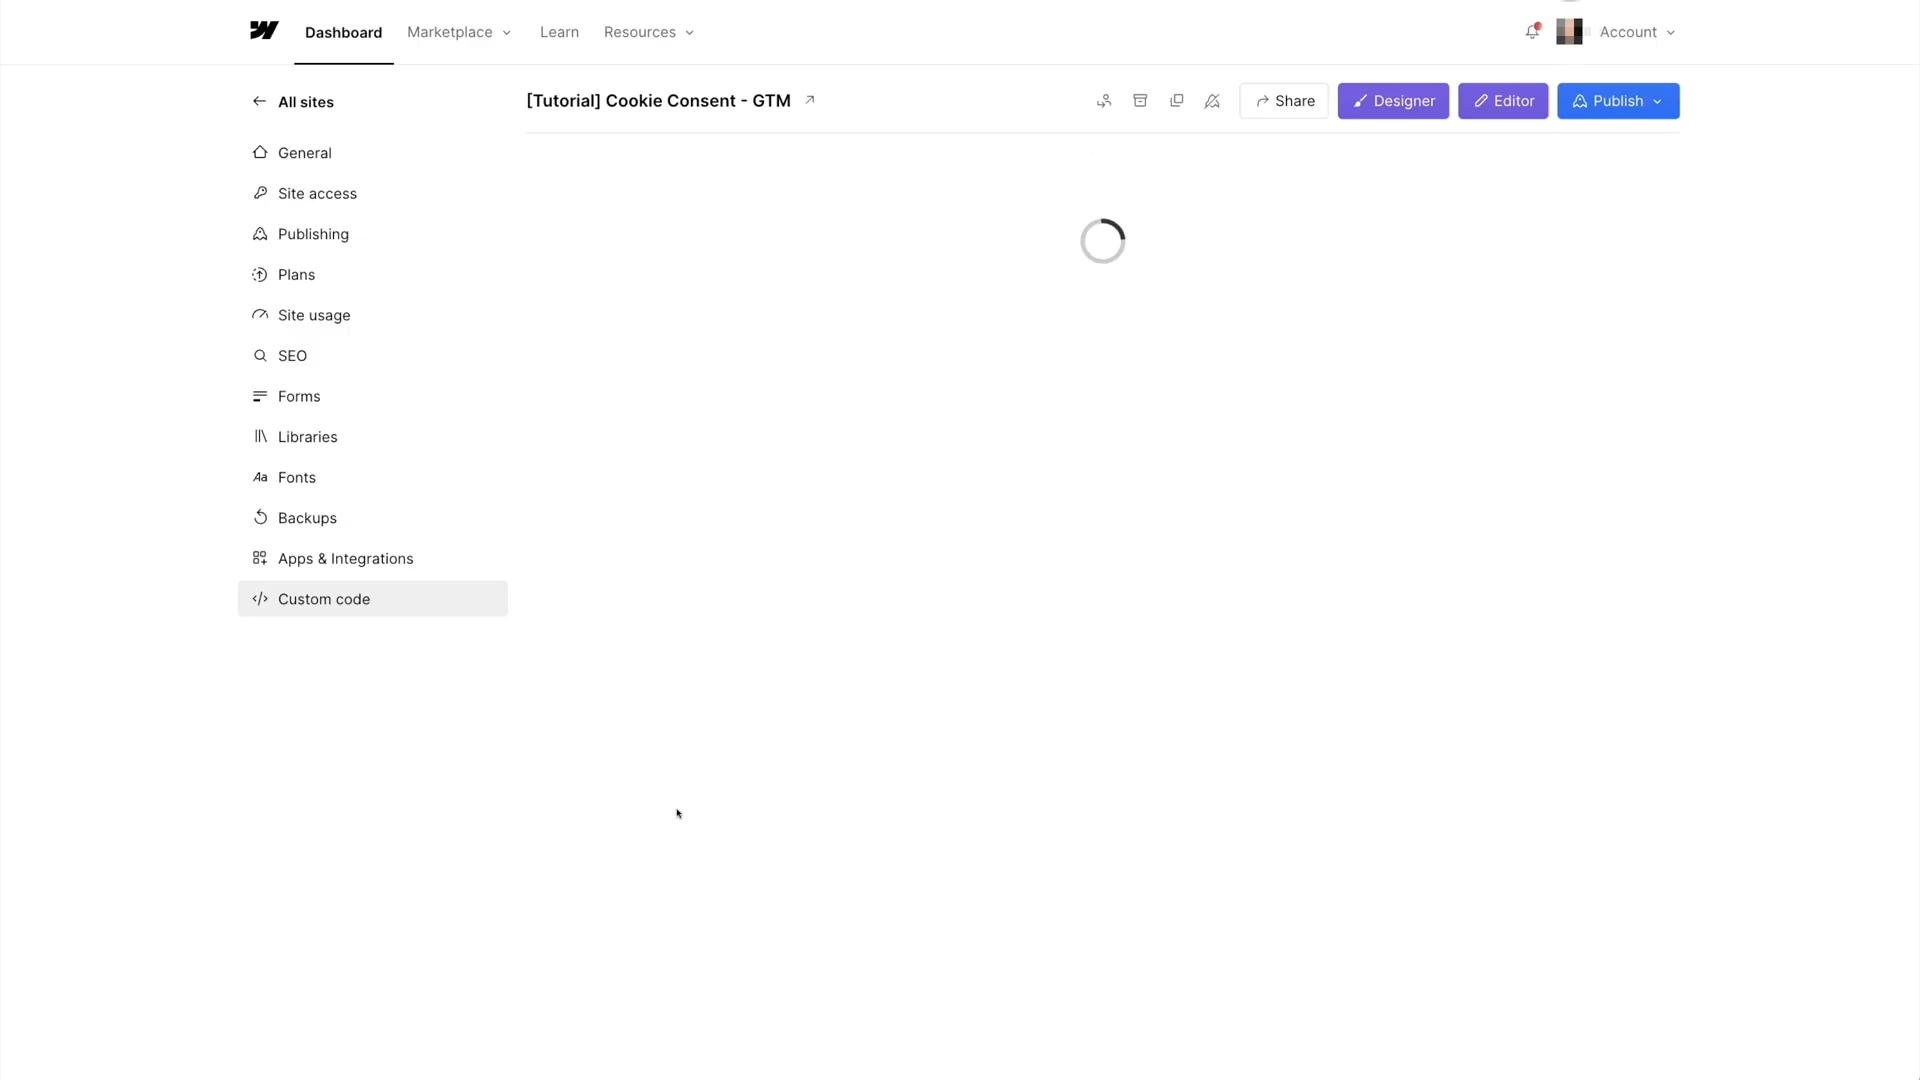 Dashboard
Marketplace
Learn
Resources
Account
All sites
[Tutorial] Cookie Consent - GTM
Share
Designer
Editor
Publish
General
Site access
Publishing
Plans
Site usage
SEO
Forms
Libraries
Aa Fonts
Backups
Apps & Integrations
</> Custom code